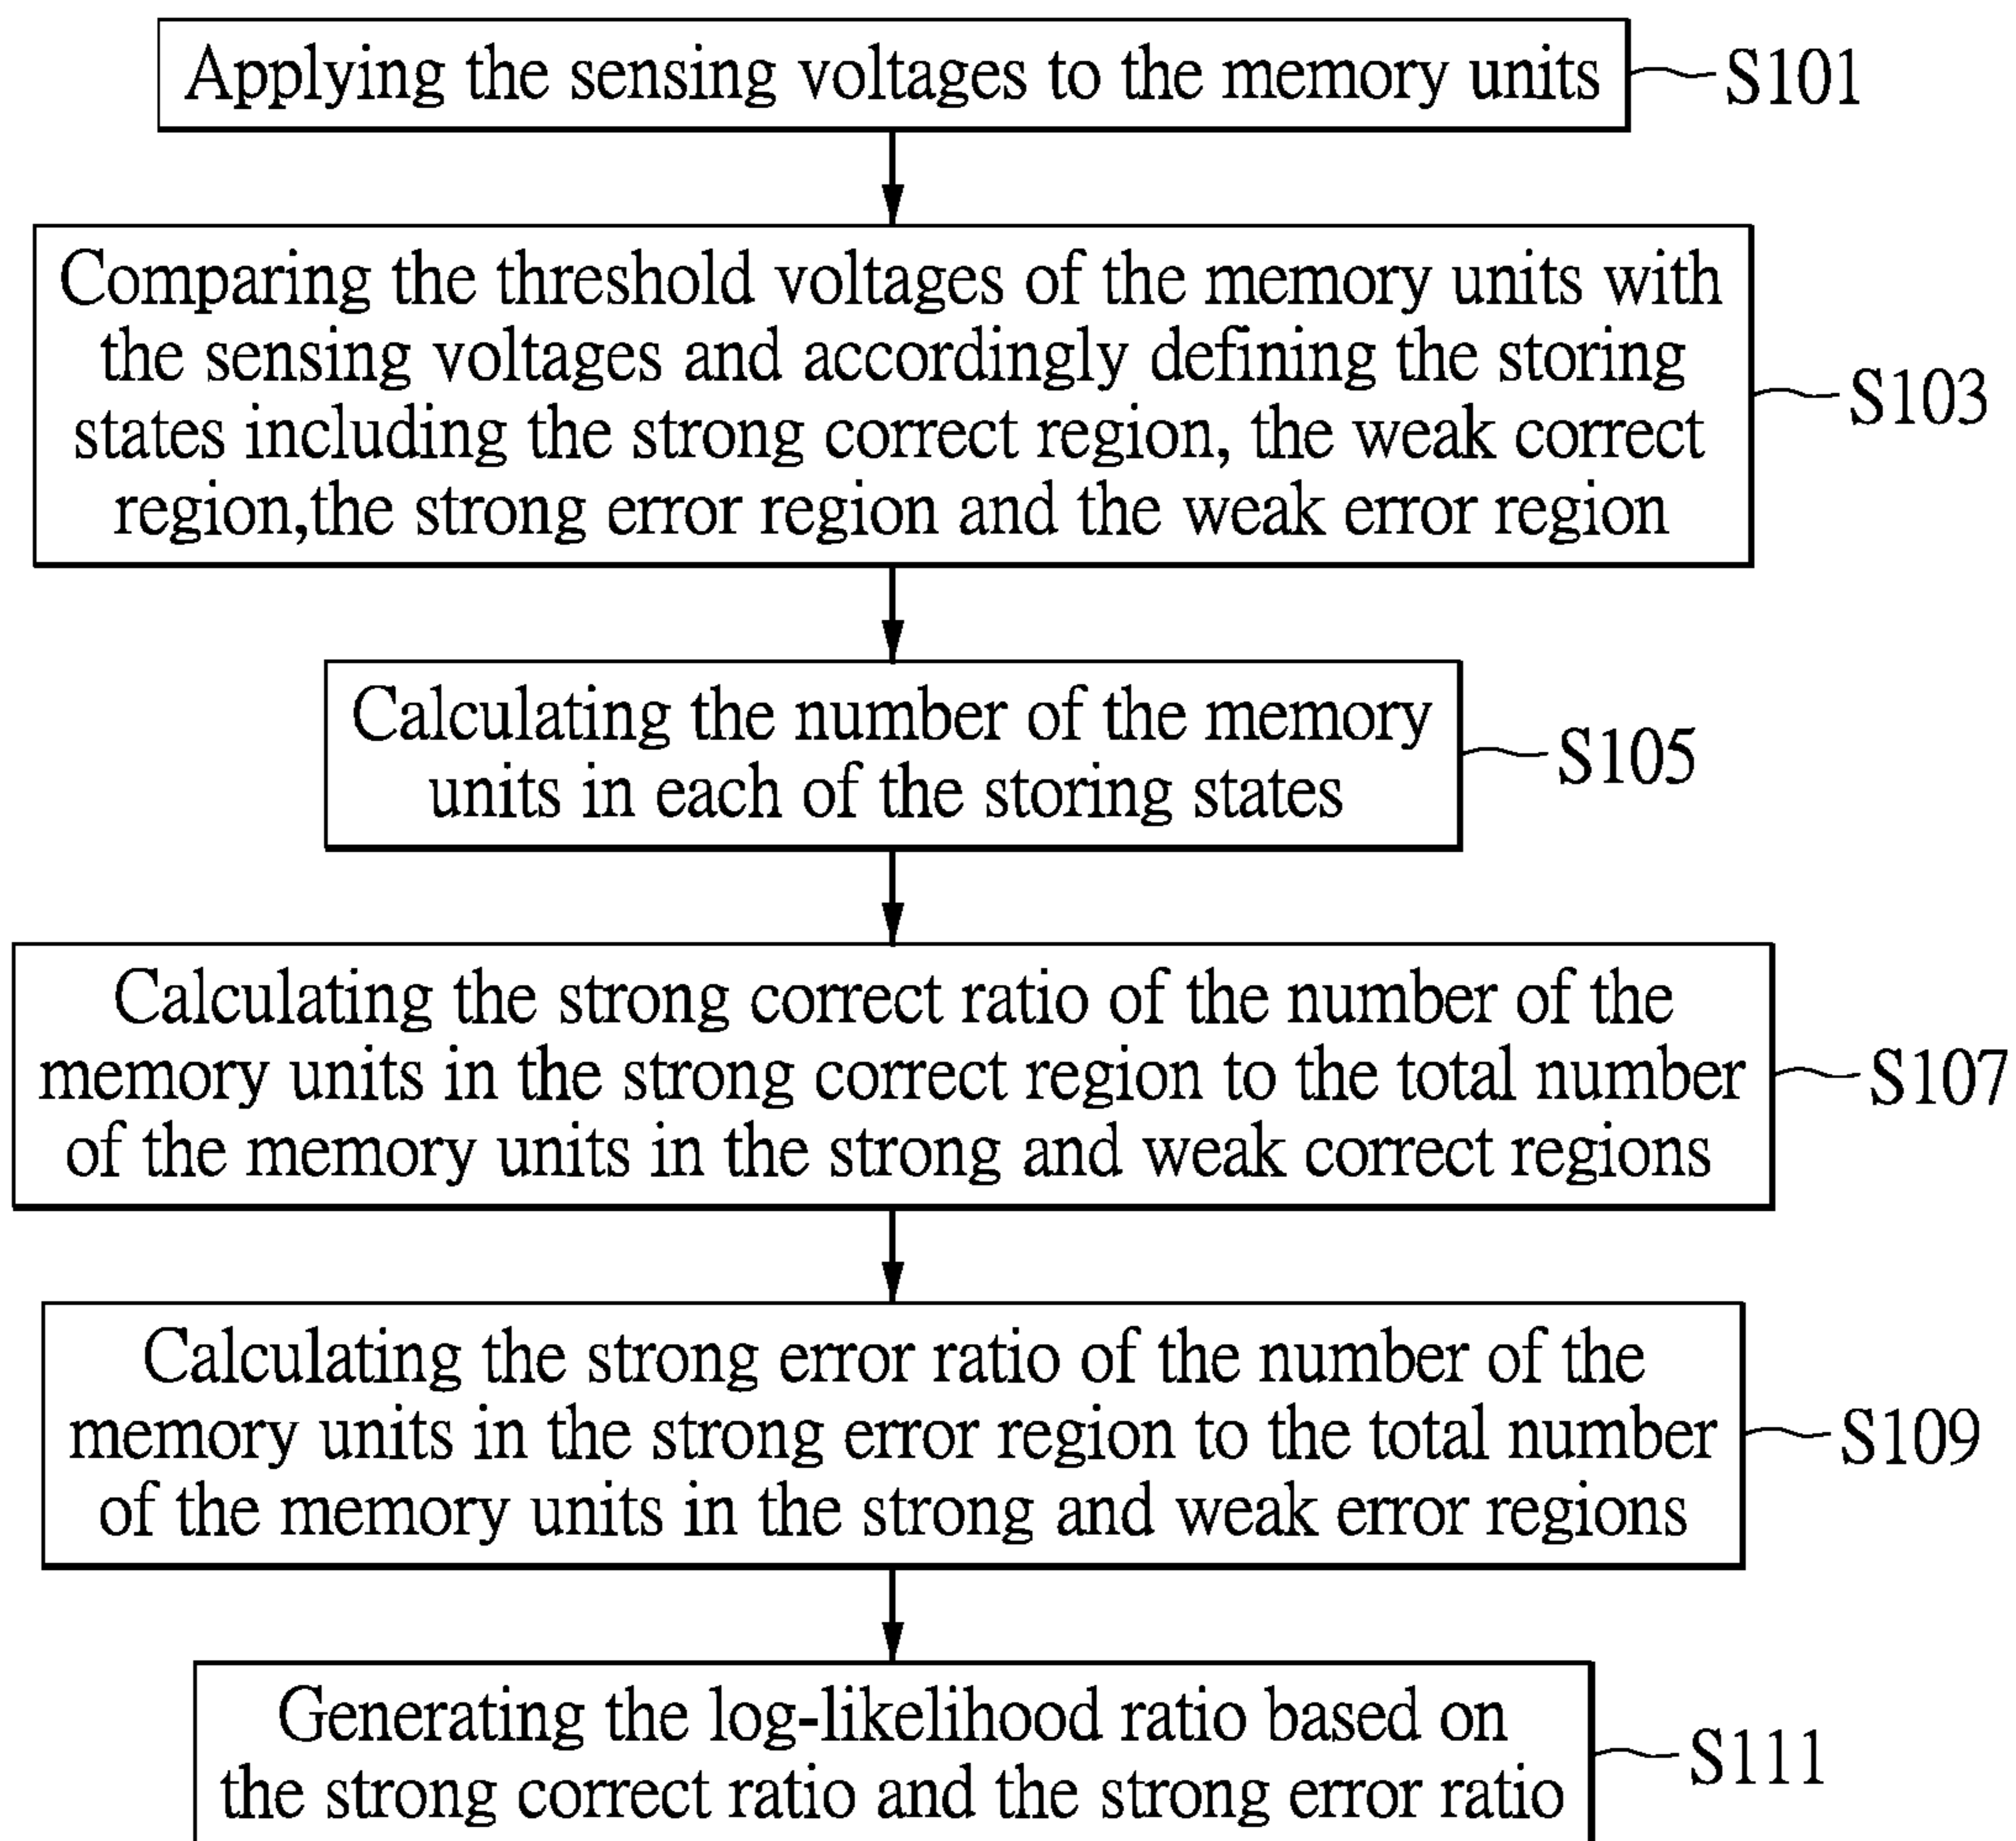 Applying the sensing voltages to the memory units
S101
Comparing the threshold voltages of the memory units with
the sensing voltages and accordingly defining the storing
states including the strong correct region, the weak correct
region,the strong error region and the weak error region
S103
Calculating the number of the memory
units in each of the storing states
S105
Calculating the strong correct ratio of the number of the
memory units in the strong correct region to the total number
of the memory units in the strong and weak correct regions
S107
Calculating the strong error ratio of the number of the
memory units in the strong error region to the total number
of the memory units in the strong and weak error regions
S109
Generating the log-likelihood ratio based on
the strong correct ratio and the strong error ratio
S111